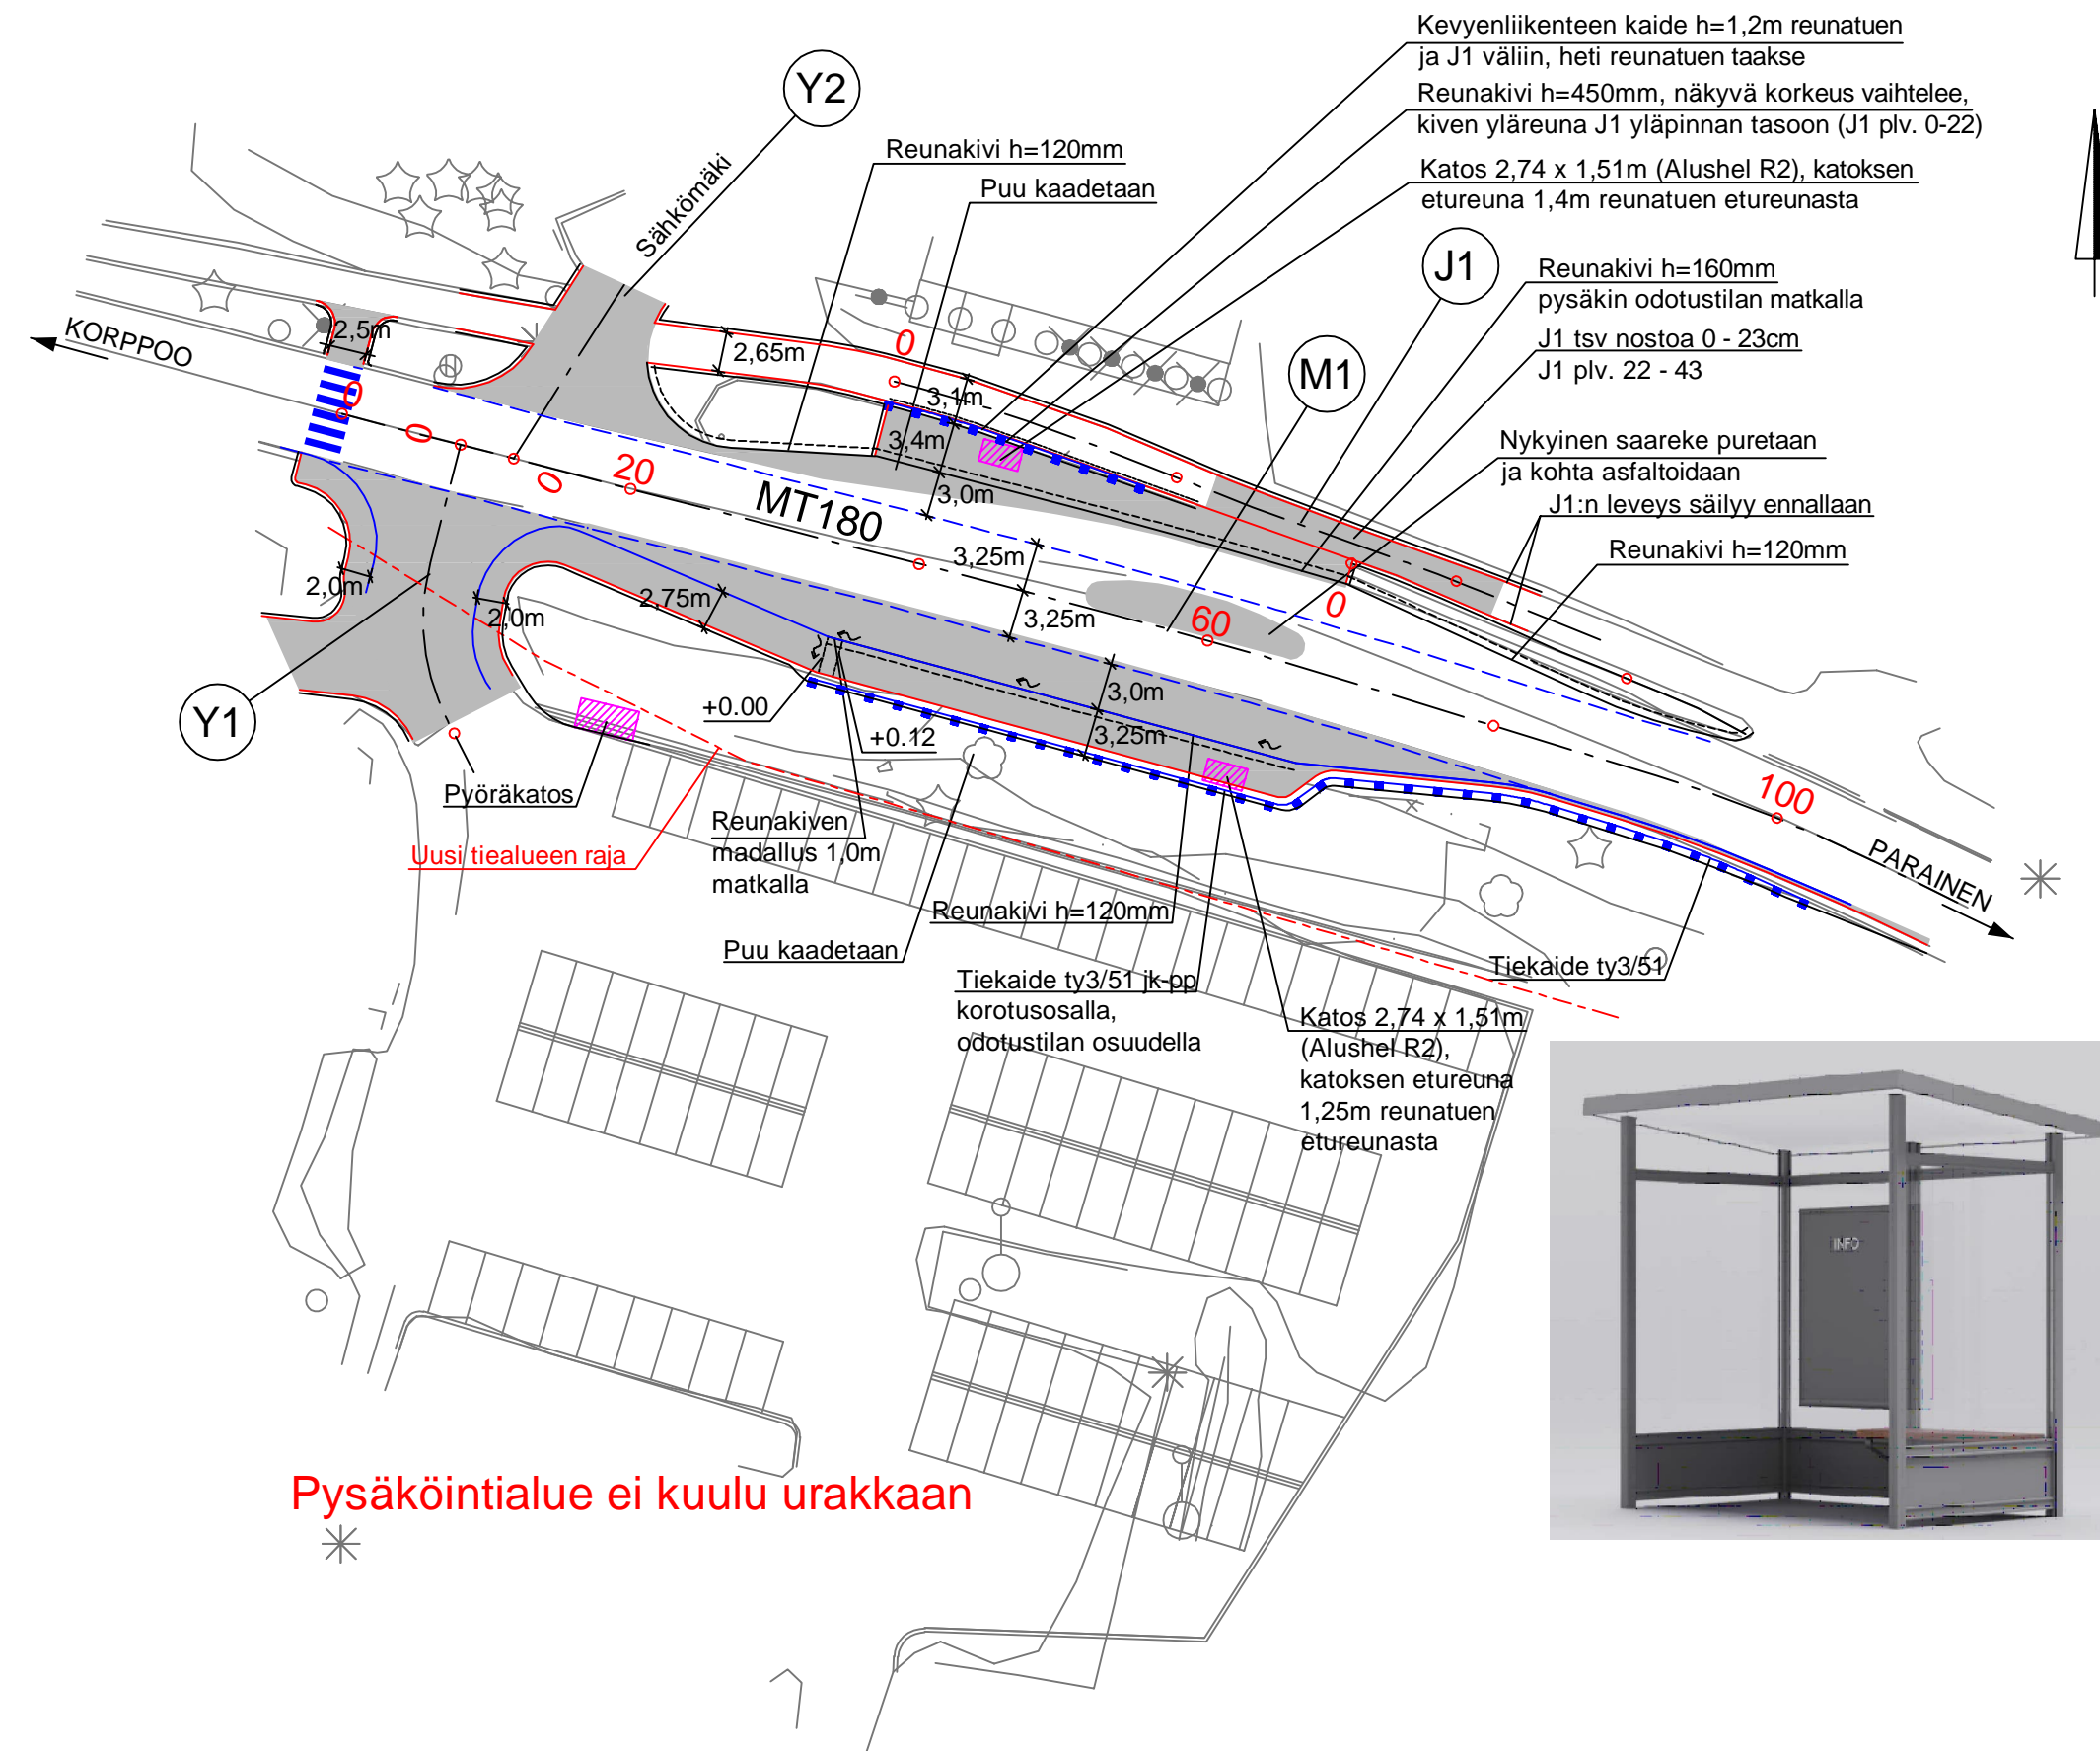 Kevyenliikenteen kaide h=1,2m reunatuen
ja J1 väliin, heti reunatuen taakse
Reunakivi h=450mm, näkyvä korkeus vaihtelee,
kiven yläreuna J1 yläpinnan tasoon (J1 plv. 0-22)
Katos 2,74 x 1,51m (Alushel R2), katoksen
etureuna 1,4m reunatuen etureunasta
Y2
Reunakivi h=120mm
Puu kaadetaan
Sähkömäki
J1
Reunakivi h=160mm
pysäkin odotustilan matkalla
J1 tsv nostoa 0 - 23cm
J1 plv. 22 - 43
M1
Nykyinen saareke puretaan
ja kohta asfaltoidaan
J1:n leveys säilyy ennallaan
Reunakivi h=120mm
KORPPOO
2,5m
2,65m
0
3,1m
3,4m
3,0m
0
0
0
20
MT180
3,25m
3,25m
60
0
2,0m
2,0m
2,75m
3,0m
3,25m
100
PARAINEN
Y1
+0.00
+0.12
Pyöräkatos
Uusi tiealueen raja
Reunakiven
madallus 1,0m
matkalla
Reunakivi h=120mm
Puu kaadetaan
Tiekaide ty3/51 jk-pp
korotusosalla,
odotustilan osuudella
Tiekaide ty3/51
Katos 2,74 x 1,51m
(Alushel R2),
katoksen etureuna
1,25m reunatuen
etureunasta
INFO
Pysäköintialue ei kuulu urakkaan